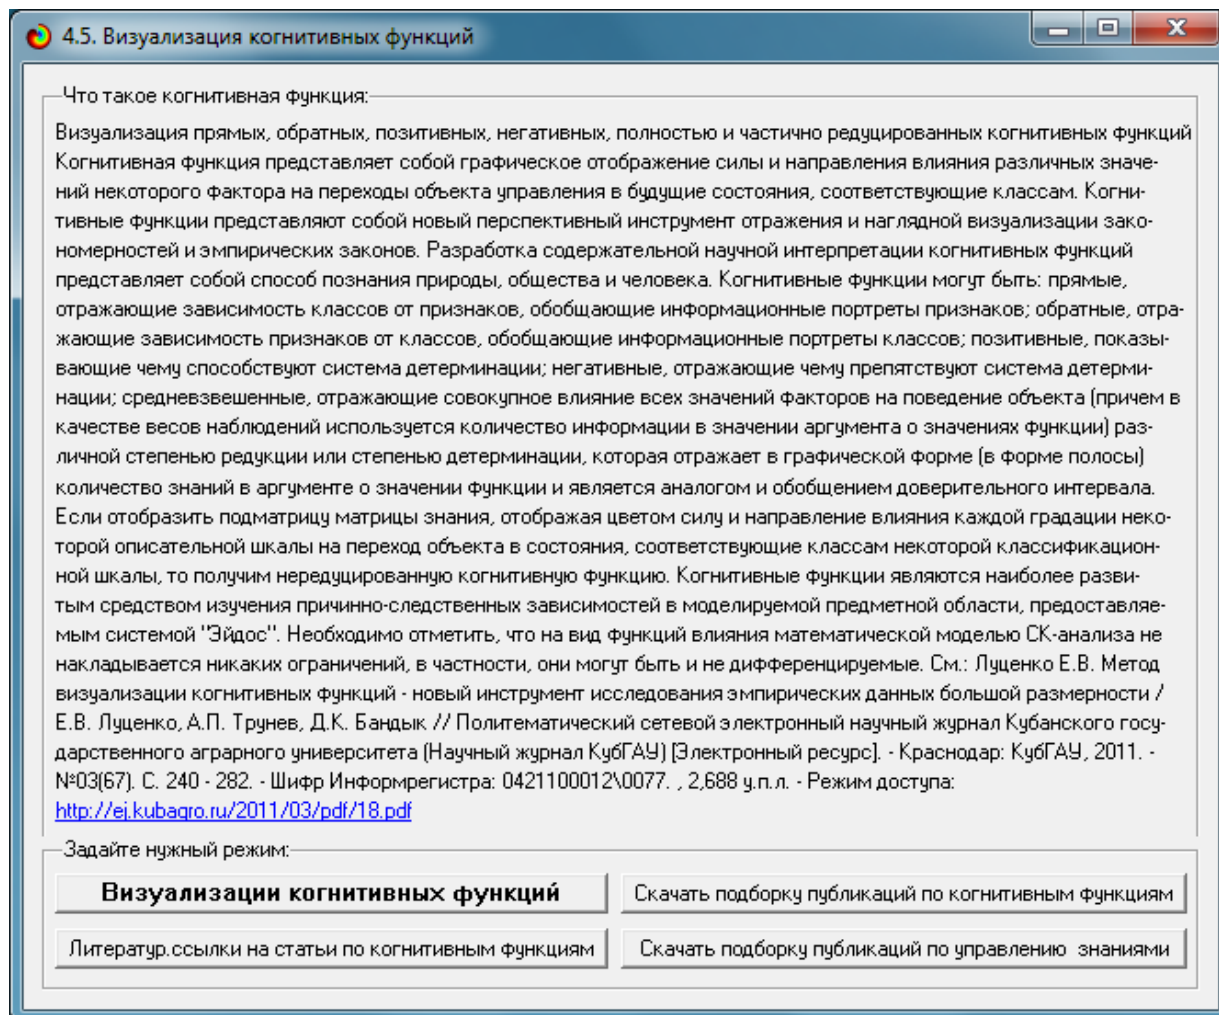 4.5. Визуализация когнитивных функций
Что такое когнитивная функция:
Визуализация прямых, обратных, позитивных, негативных, полностью и частично редуцированных когнитивных функций
Когнитивная функция представляет собой графическое отображение силы и направления влияния различных значе-
ний некоторого фактора на переходы объекта управления в будущие состояния, соответствующие классам. Когни-
тивные функции представляют собой новый перспективный инструмент отражения и наглядной визуализации зако-
номерностей и эмпирических законов. Разработка содержательной научной интерпретации когнитивных функций
представляет собой способ познания природы, общества и человека. Когнитивные функции могут быть: прямые,
отражающие зависимость классов от признаков, обобщающие информационные портреты признаков; обратные, отра-
жающие зависимость признаков от классов, обобщающие информационные портреты классов; позитивные, показы-
вающие чему способствуют система детерминации; негативные, отражающие чему препятствуют система детерми-
нации; средневзвешенные, отражающие совокупное влияние всех значений факторов на поведение объекта (причем в
качестве весов наблюдений используется количество информации в значении аргумента о значениях функции) раз-
личной степенью редукции или степенью детерминации, которая отражает в графической форме (в форме полосы)
количество знаний в аргументе о значении функции и является аналогом и обобщением доверительного интервала.
Если отобразить подматрицу матрицы знания, отображая цветом силу и направление влияния каждой градации неко-
торой описательной шкалы на переход объекта в состояния, соответствующие классам некоторой классификацион-
ной шкалы, то получим нередуцированную когнитивную функцию. Когнитивные функции являются наиболее разви-
тым средством изучения причинно-следственных зависимостей в моделируемой предметной области, предоставляе-
мым системой "Эйдос". Необходимо отметить, что на вид функций влияния математической моделью СК-анализа не
накладывается никаких ограничений, в частности, они могут быть и не дифференцируемые. См.: Луценко Е.В. Метод
визуализации когнитивных функций - новый инструмент исследования эмпирических данных большой размерности /
Е.В. Луценко, А.П. Трунев, Д.К. Бандык // Политематический сетевой электронный научный журнал Кубанского госу-
дарственного аграрного университета (Научный журнал КубГАУ) [Электронный ресурс]. - Краснодар: КубГАУ, 2011. -
№03(67). С. 240 - 282. - Шифр Информрегистра: 0421100012\0077. , 2,688 у.п.л. - Режим доступа:
http://ej.kubagro.ru/2011/03/pdf/18.pdf
Задайте нужный режим:
Визуализации когнитивных функций Скачать подборку публикаций по когнитивным функциям
Литератур.ссылки на статьи по когнитивным функциям Скачать подборку публикаций по управлению знаниями